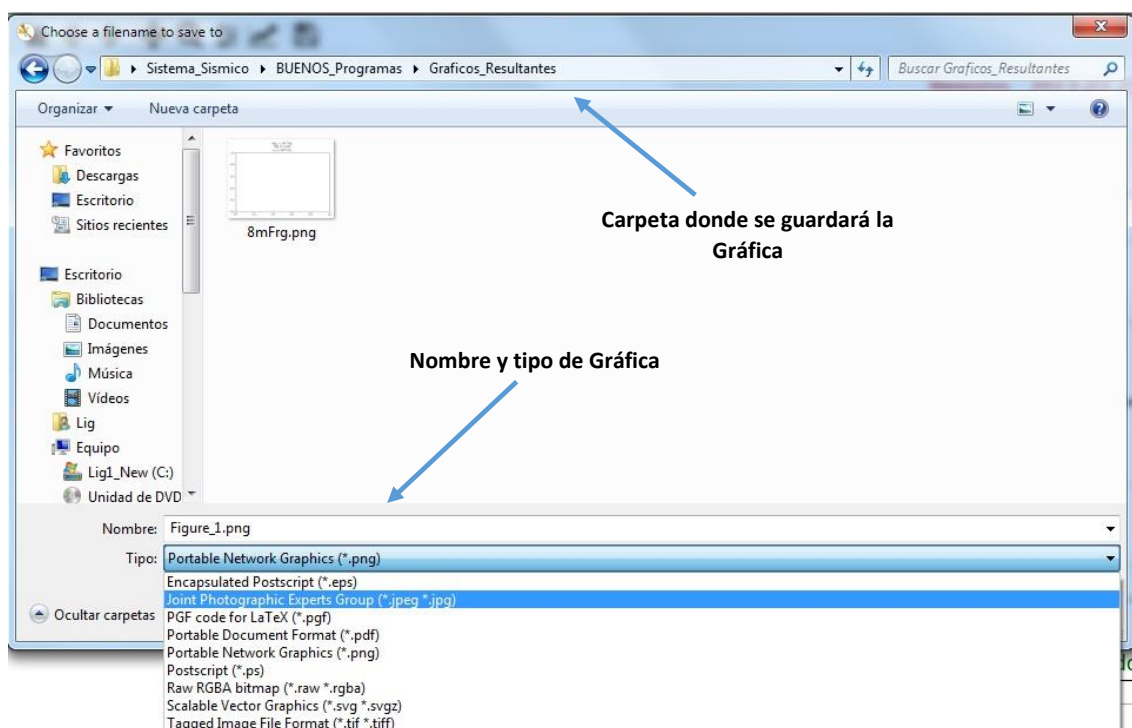 Choose a filename to save to
Sistema_Sismico ▸ BUENOS_Programas ▸ Graficos_Resultantes
Buscar Graficos_Resultantes
Organizar
Nueva carpeta
Favoritos
Descargas
Escritorio
Sitios recientes
Escritorio
Bibliotecas
Documentos
Imágenes
Música
Vídeos
Lig
Equipo
Lig1_New (C:)
Unidad de DVD
8mFrg.png
Carpeta donde se guardará la
Gráfica
Nombre y tipo de Gráfica
Nombre: Figure_1.png
Tipo: Portable Network Graphics (*.png)
Encapsulated Postscript (*.eps)
Joint Photographic Experts Group (*.jpeg *.jpg)
PGF code for LaTeX (*.pgf)
Portable Document Format (*.pdf)
Portable Network Graphics (*.png)
Postscript (*.ps)
Raw RGBA bitmap (*.raw *.rgba)
Scalable Vector Graphics (*.svg *.svgz)
Tagged Image File Format (*.tif *.tiff)
Ocultar carpetas